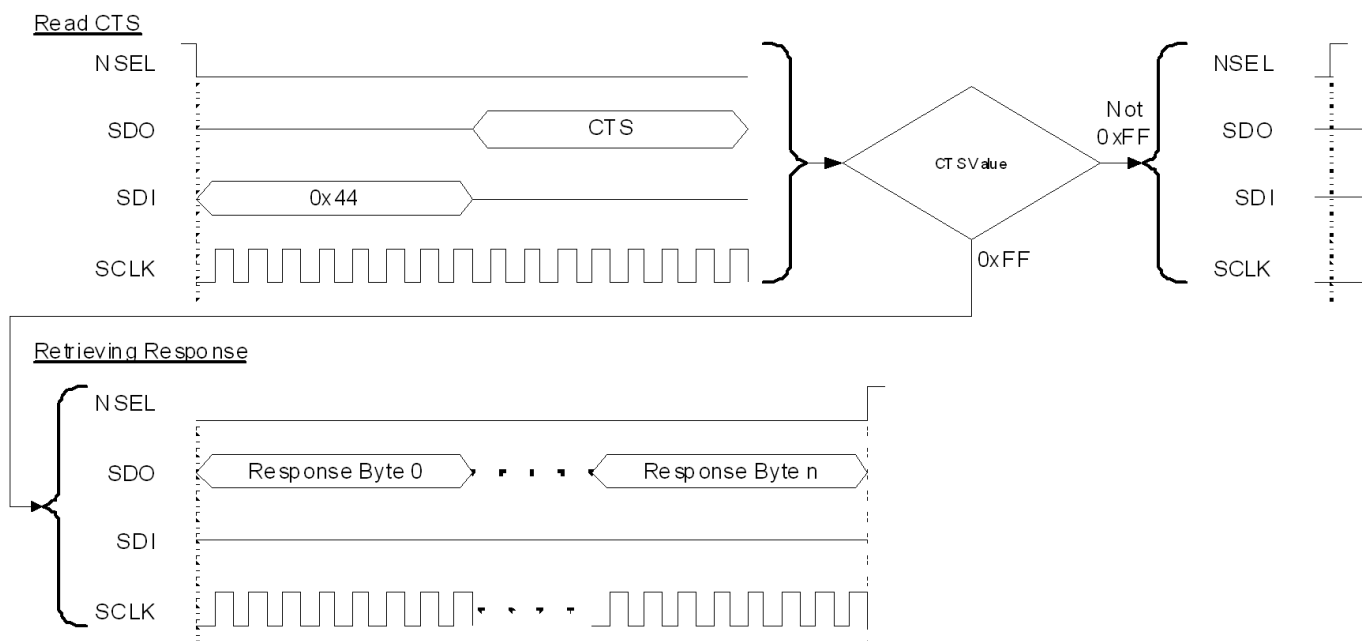 Read CTS
NSEL
SDO
CTS
SDI
0x44
SCLK
CTS Value
Not
0xFF
0xFF
NSEL
SDO
SDI
SCLK
Retrieving Response
NSEL
SDO
Response Byte 0
Response Byte n
SDI
SCLK